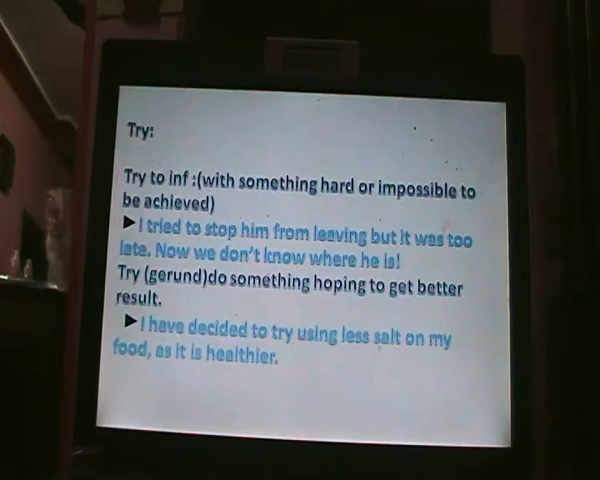 Try:
Try to inf :(with something hard or impossible to
be achieved)
►I tried to stop him from leaving but it was too
late. Now we don't know where he is!
Try (gerund)do something hoping to get better
result.
►I have decided to try using less salt on my
food, as it is healthier.